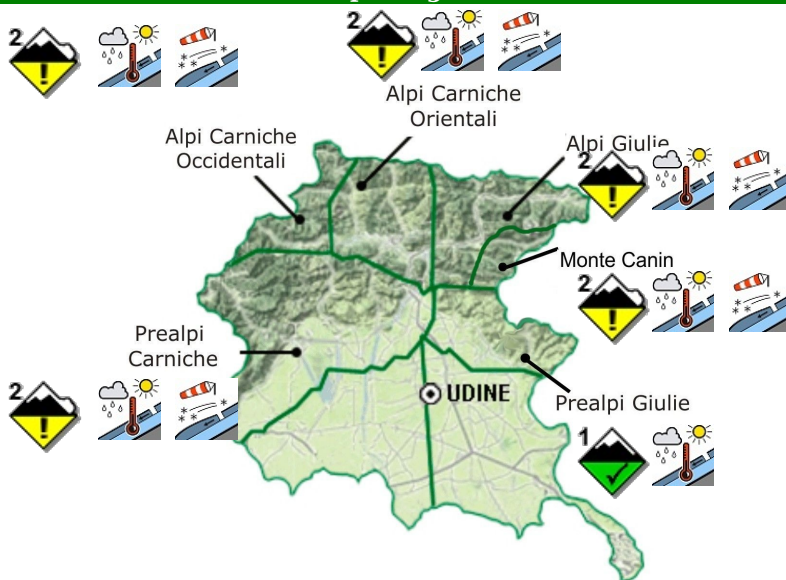 2
2
Alpi Carniche
Orientali
Alpi Carniche
Occidentali
Alpi Giulie
2
Monte Canin
2
Prealpi
Carniche
2
UDINE
Prealpi Giulie
1